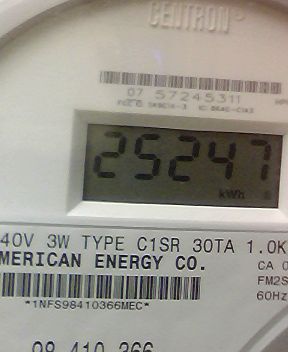 CENTRON
07 57245311
25247
kWh
40V 3W TYPE C1SR 30TA 1.0K
MERICAN ENERGY CO.
CA 0
FM2S
*1NFS98410366MEC*
60Hz
98 410 366